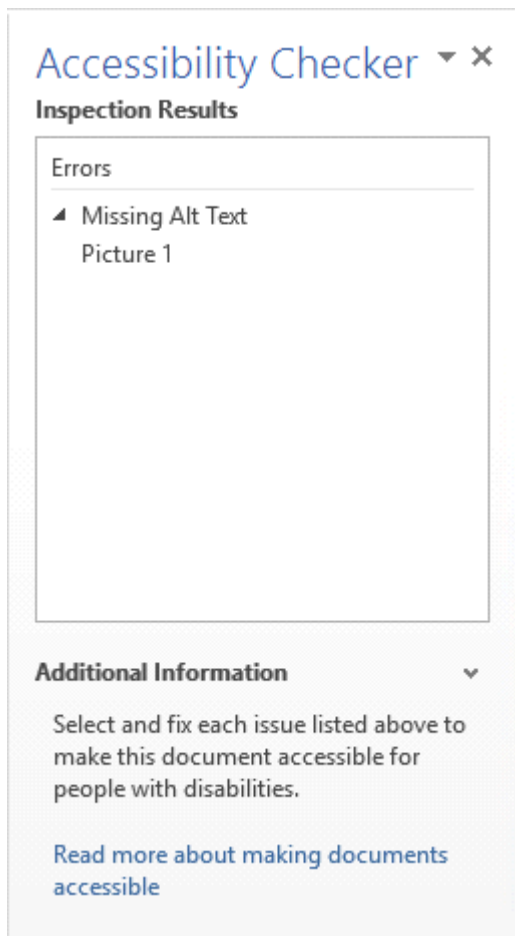 Accessibility Checker
Inspection Results
Errors
Missing Alt Text
Picture 1
Additional Information
Select and fix each issue listed above to
make this document accessible for
people with disabilities.
Read more about making documents
accessible